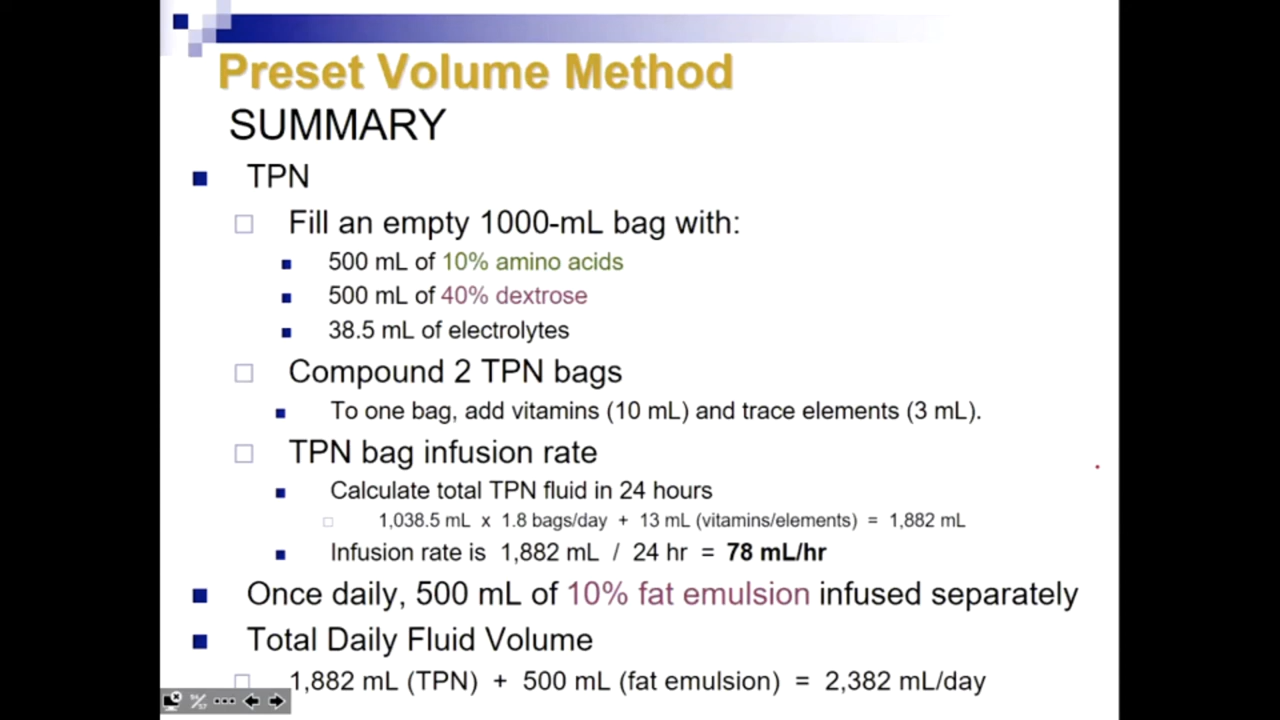 Preset Volume Method
SUMMARY
TPN
Fill an empty 1000-mL bag with:
500 mL of 10% amino acids
500 mL of 40% dextrose
38.5 mL of electrolytes
Compound 2 TPN bags
To one bag, add vitamins (10 mL) and trace elements (3 mL).
TPN bag infusion rate
Calculate total TPN fluid in 24 hours
1,038.5 mL x 1.8 bags/day + 13 mL (vitamins/elements) = 1,882 mL
Infusion rate is 1,882 mL / 24 hr = 78 mL/hr
Once daily, 500 mL of 10% fat emulsion infused separately
Total Daily Fluid Volume
1,882 mL (TPN) + 500 mL (fat emulsion) = 2,382 mL/day